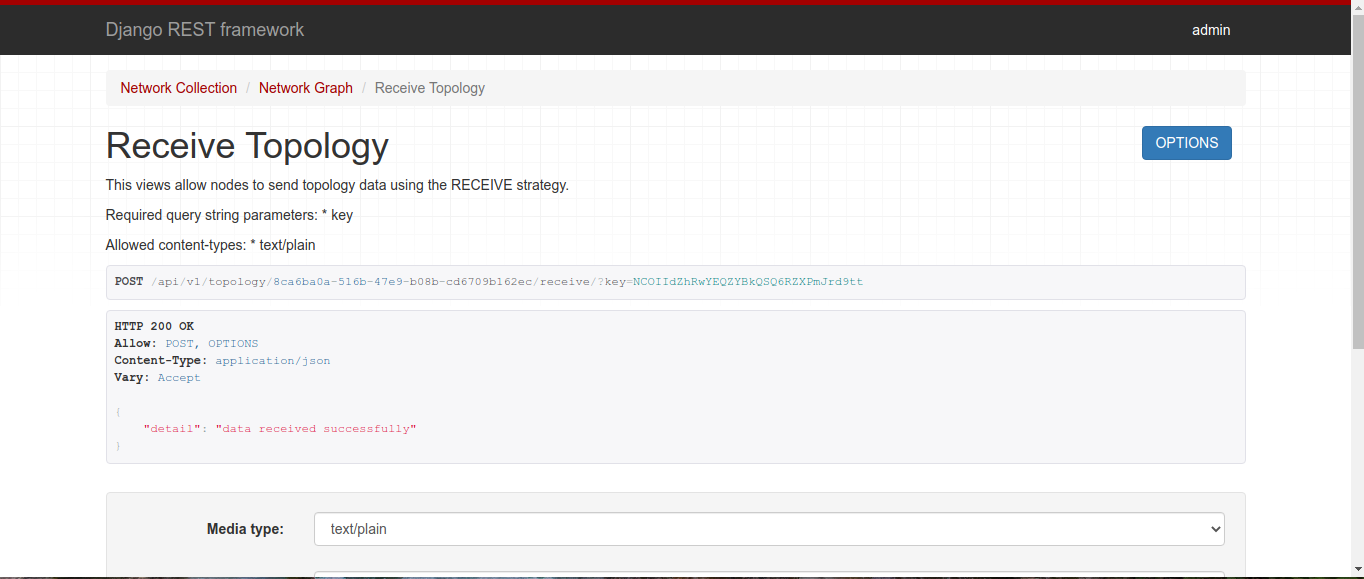 Django REST framework
admin
Network Collection / Network Graph / Receive Topology
Receive Topology
OPTIONS
This views allow nodes to send topology data using the RECEIVE strategy.
Required query string parameters: * key
Allowed content-types: * text/plain
POST /api/v1/topology/8ca6ba0a-516b-47e9-b08b-cd6709b162ec/receive/?key=NCOIIdZhRwYEQZYBkQSQ6RZXPmJrd9tt
HTTP 200 OK
Allow: POST, OPTIONS
Content-Type: application/json
Vary: Accept
{
"detail": "data received successfully"
}
Media type:
text/plain